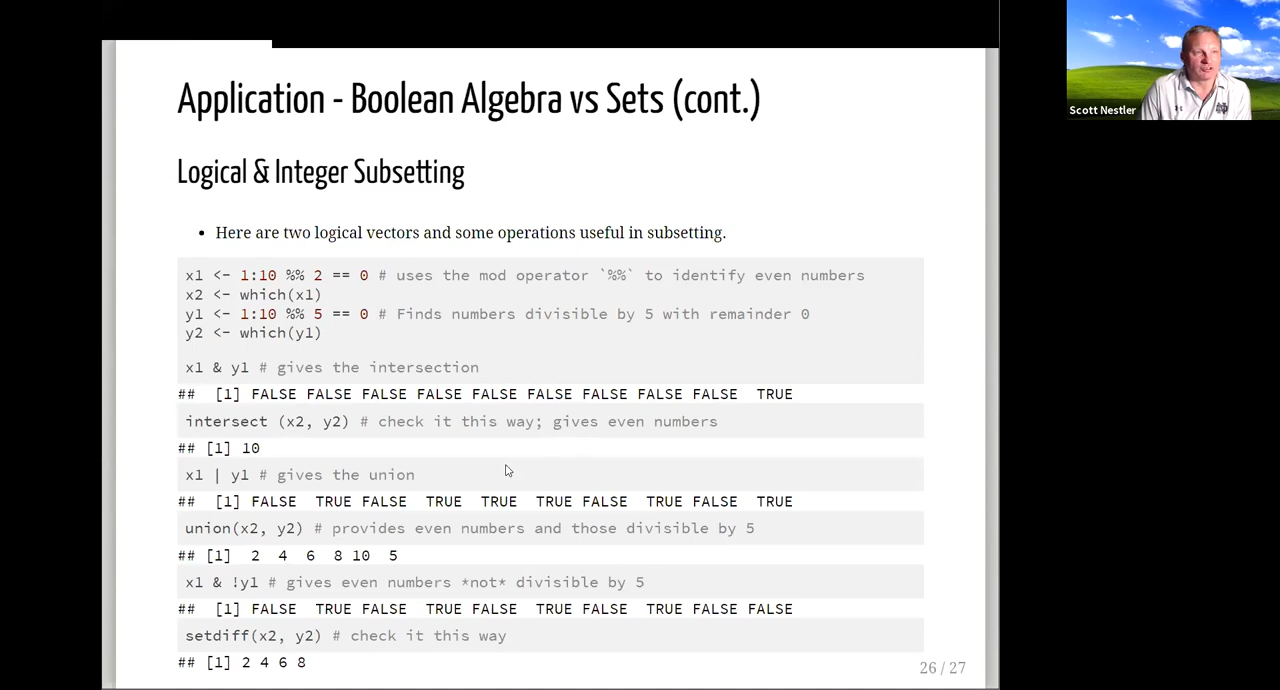 Application - Boolean Algebra vs Sets (cont.)
Scott Nestler
Logical & Integer Subsetting
• Here are two logical vectors and some operations useful in subsetting.
x1 <- 1:10 %% 2 == 0 # uses the mod operator `%%` to identify even numbers
x2 <- which(x1)
y1 <- 1:10 %% 5 == 0 # Finds numbers divisible by 5 with remainder 0
y2 <- which(y1)
x1 & y1 # gives the intersection
##  [1] FALSE FALSE FALSE FALSE FALSE FALSE FALSE FALSE FALSE  TRUE
intersect (x2, y2) # check it this way; gives even numbers
## [1] 10
x1 | y1 # gives the union
##  [1] FALSE  TRUE FALSE  TRUE  TRUE  TRUE FALSE  TRUE FALSE  TRUE
union(x2, y2) # provides even numbers and those divisible by 5
## [1]  2  4  6  8 10  5
x1 & !y1 # gives even numbers *not* divisible by 5
##  [1] FALSE  TRUE FALSE  TRUE FALSE  TRUE FALSE  TRUE FALSE FALSE
setdiff(x2, y2) # check it this way
## [1] 2 4 6 8
26 / 27